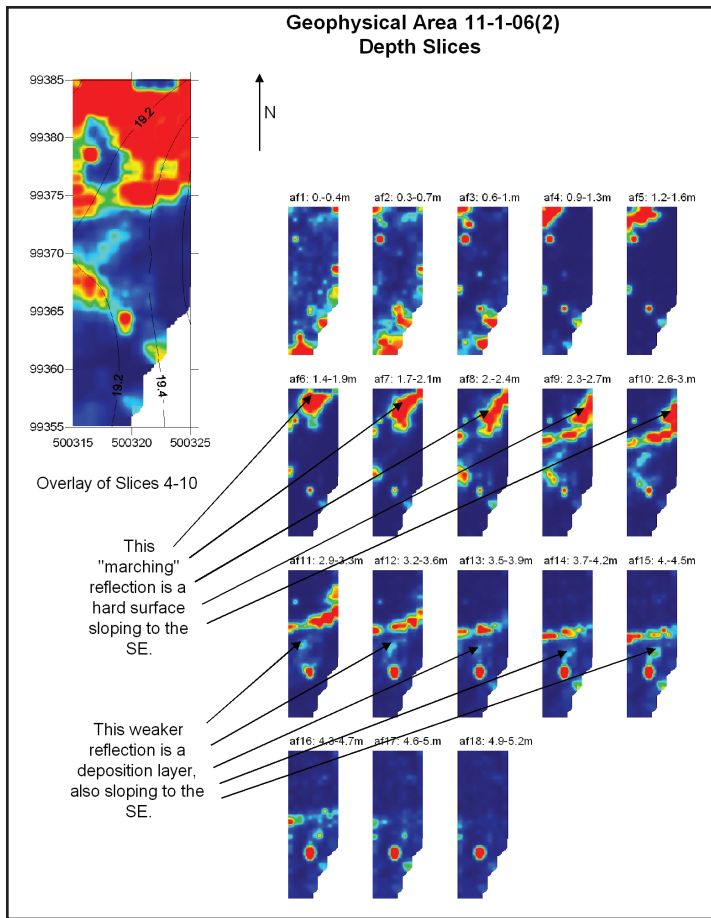 Geophysical Area 11-1-06(2)
Depth Slices
99385
99380
99375
99370
99365
99360
99355
500315 500320 500325
19.2
19.2
19.4
N
Overlay of Slices 4-10
af1: 0.-0.4m af2: 0.3-0.7m af3: 0.6-1.m af4: 0.9-1.3m af5: 1.2-1.6m
af6: 1.4-1.9m af7: 1.7-2.1m af8: 2.-2.4m af9: 2.3-2.7m af10: 2.6-3.m
This
"marching"
reflection is a
hard surface
sloping to the
SE.
af11: 2.9-3.3m af12: 3.2-3.6m af13: 3.5-3.9m af14: 3.7-4.2m af15: 4.-4.5m
This weaker
reflection is a
deposition layer,
also sloping to the
SE.
af16: 4.3-4.7m af17: 4.6-5.m af18: 4.9-5.2m